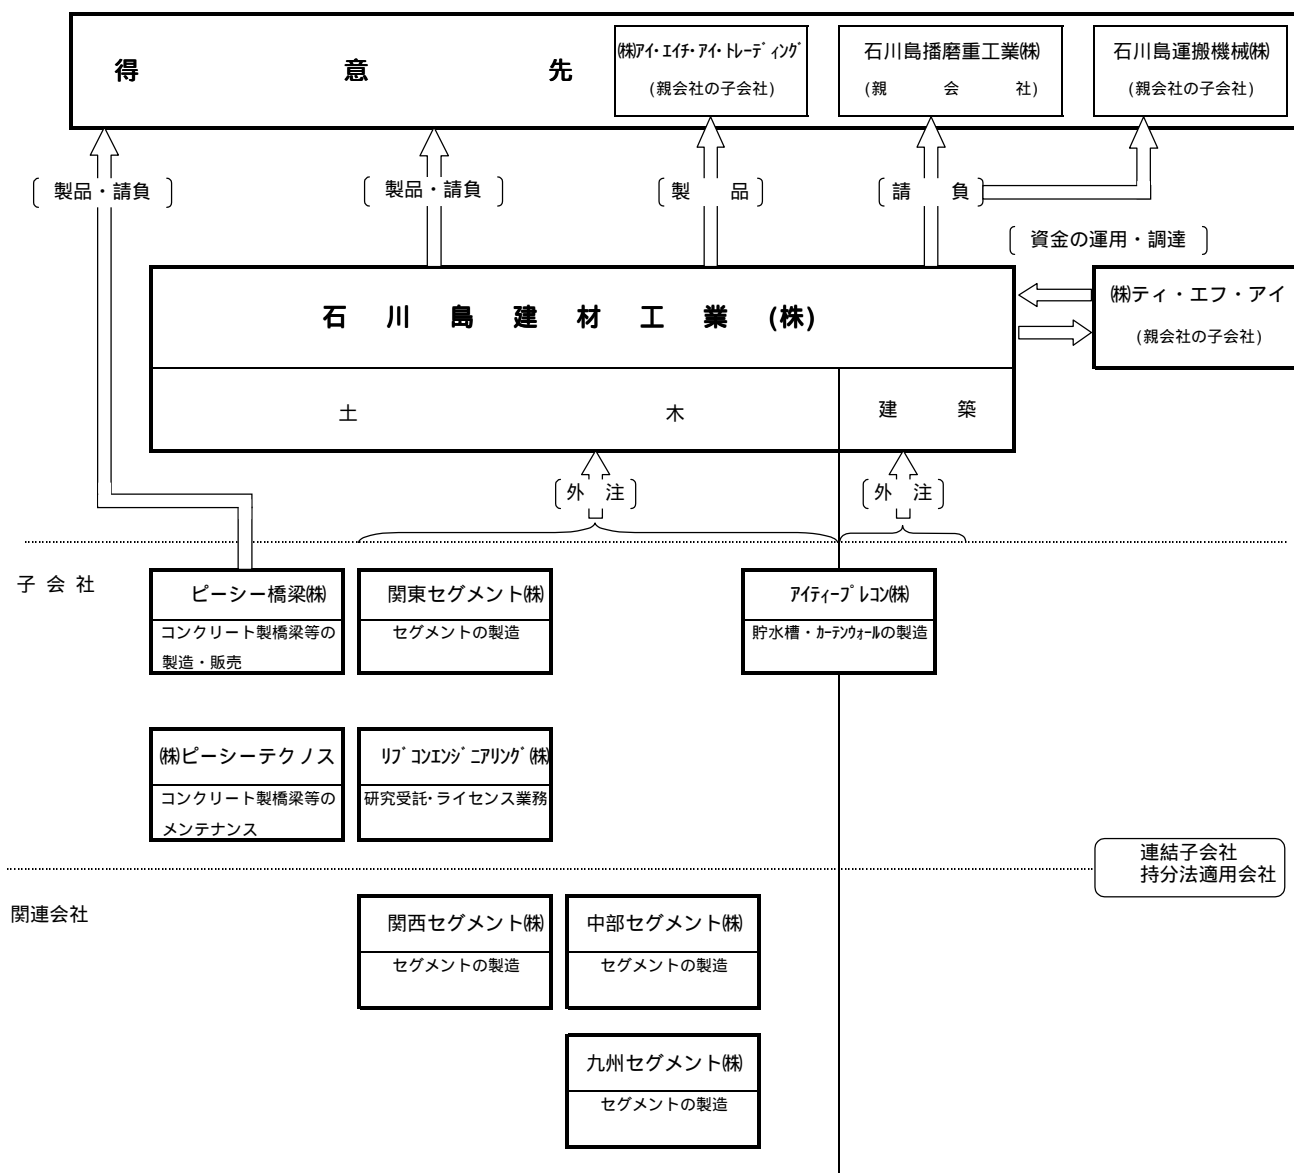 得意先
㈱アイ・エイチ・アイ・トレーディング
(親会社の子会社)
石川島播磨重工業㈱
(親会社)
石川島運搬機械㈱
(親会社の子会社)
〔製品・請負〕
〔製品・請負〕
〔製品〕
〔請負〕
〔資金の運用・調達〕
石川島建材工業(株)
㈱ティ・エフ・アイ
(親会社の子会社)
土木
建築
〔外注〕
〔外注〕
子会社
ピーシー橋梁㈱
コンクリート製橋梁等の
製造・販売
関東セグメント㈱
セグメントの製造
アイティープレコン㈱
貯水槽・カーテンウォールの製造
㈱ピーシーテクノス
コンクリート製橋梁等の
メンテナンス
リブコンエンジニアリング㈱
研究受託・ライセンス業務
連結子会社
持分法適用会社
関連会社
関西セグメント㈱
セグメントの製造
中部セグメント㈱
セグメントの製造
九州セグメント㈱
セグメントの製造